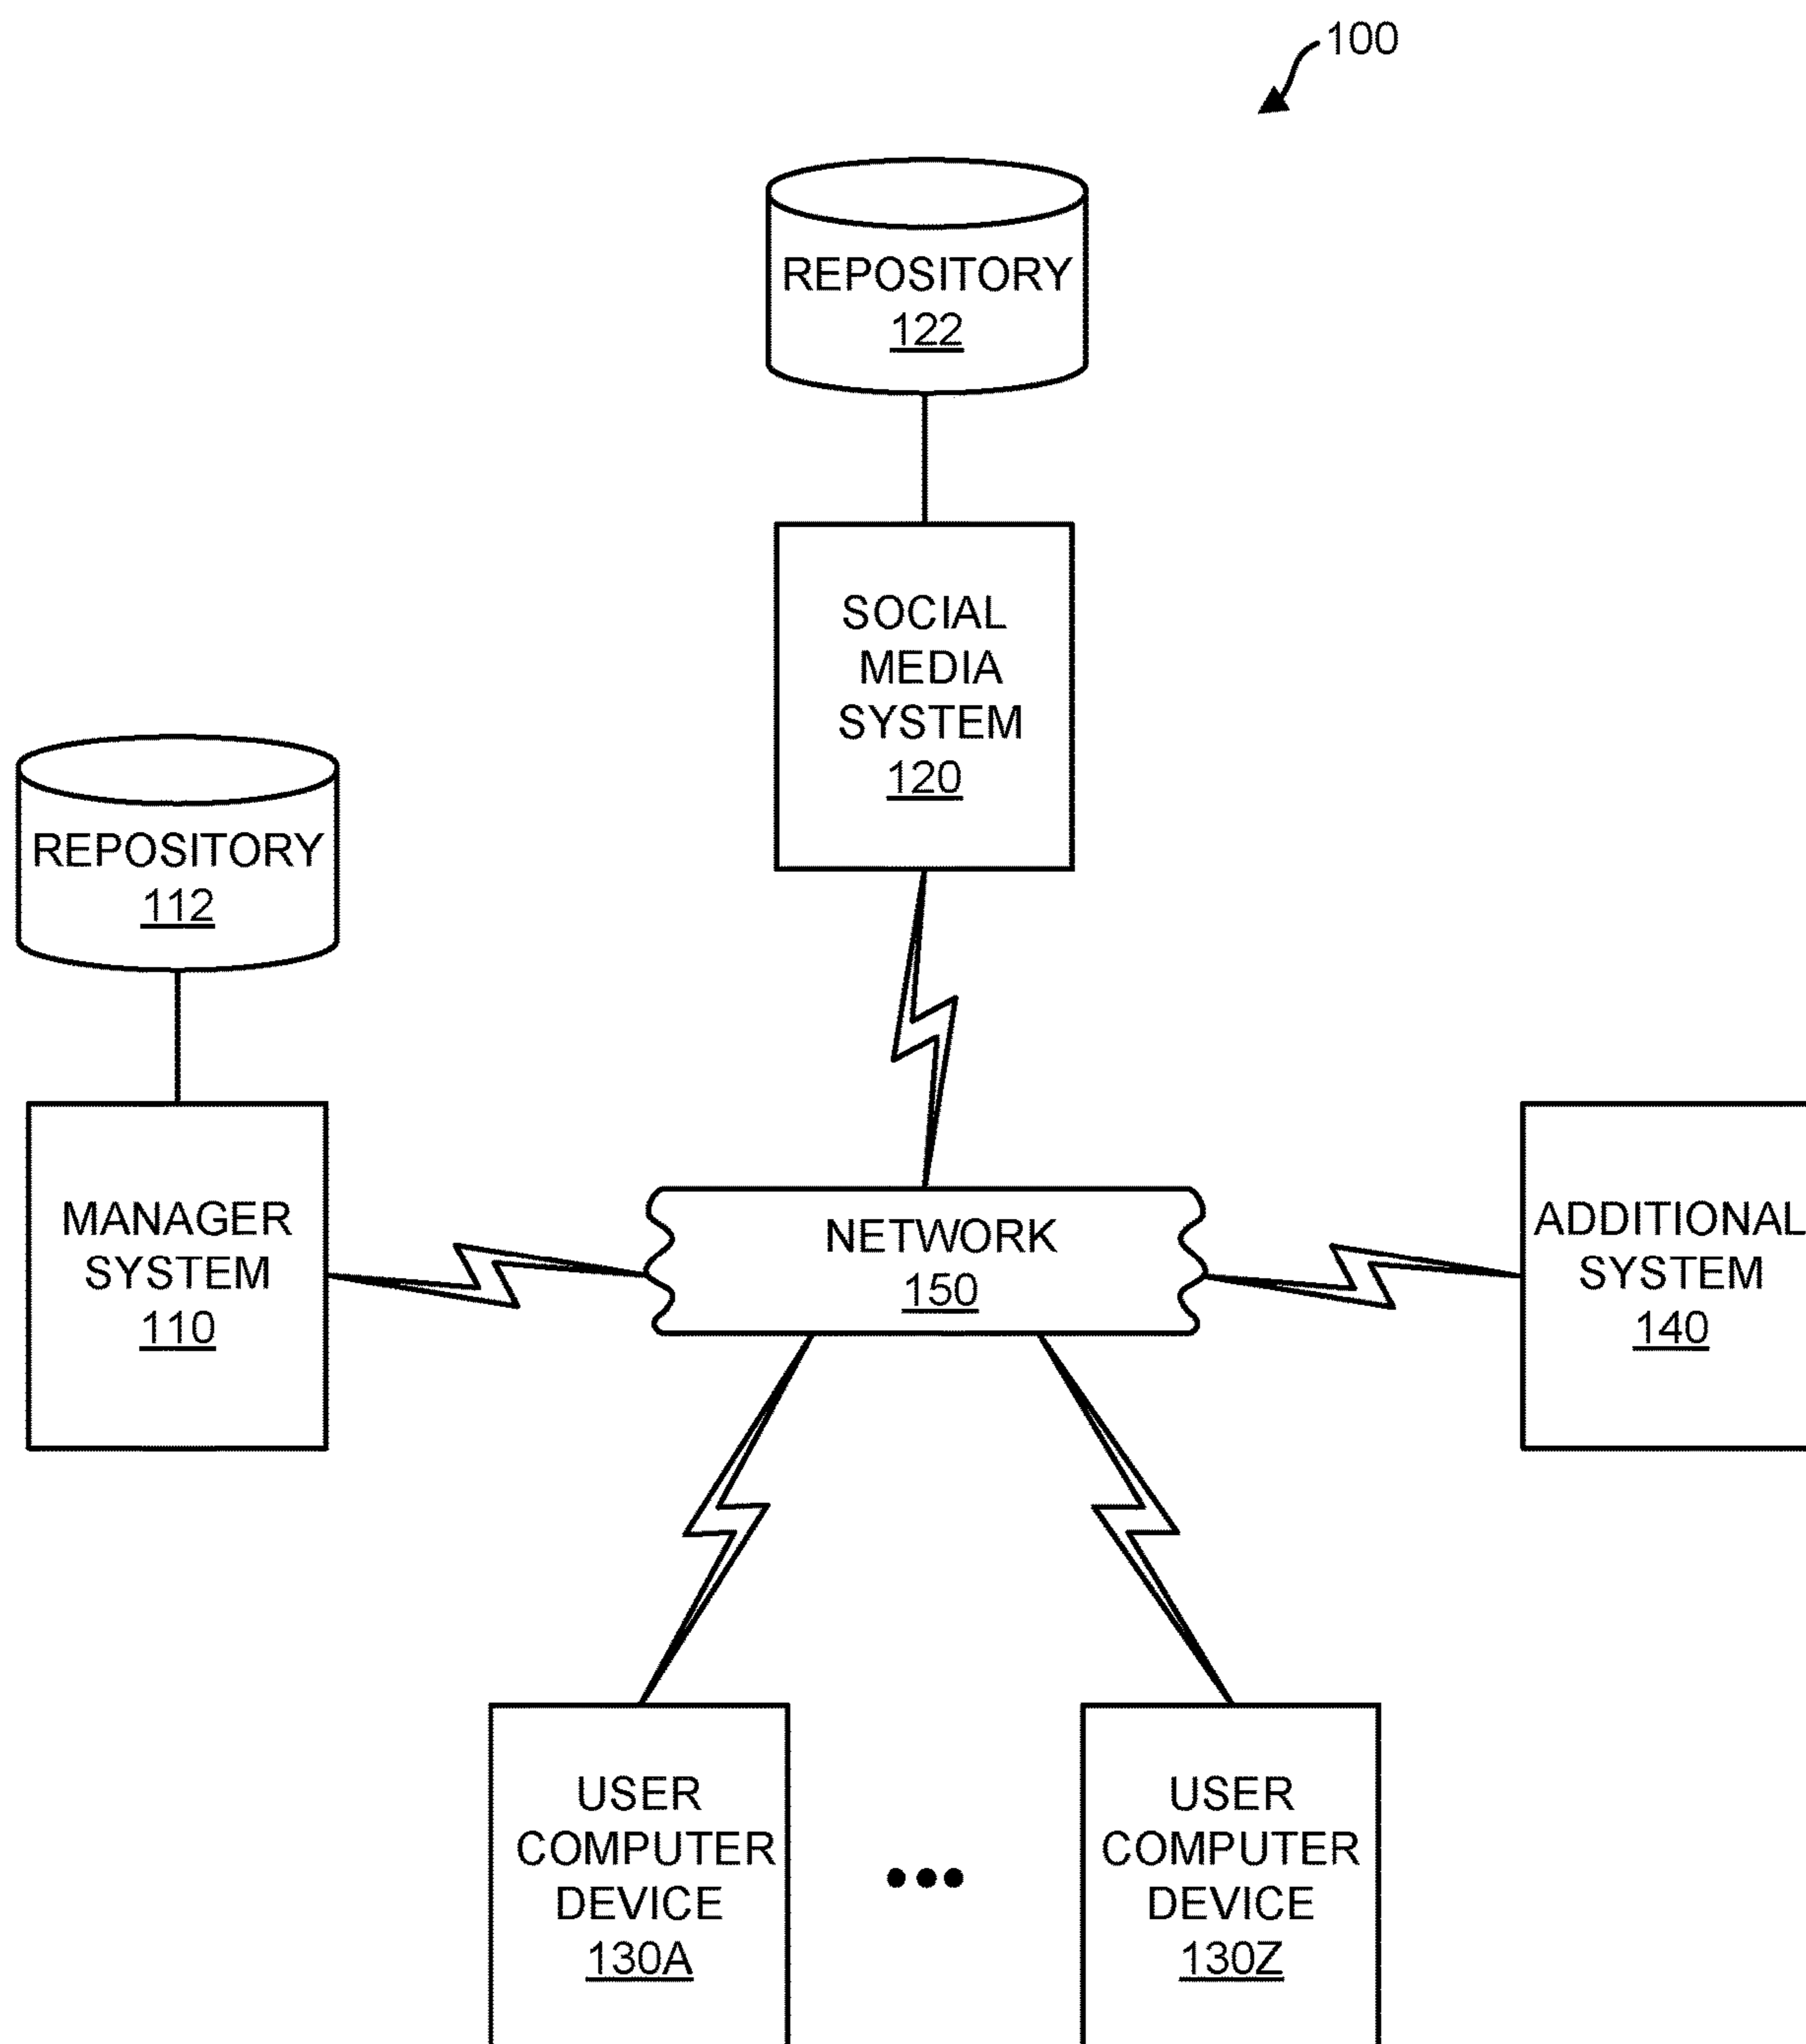 100
REPOSITORY
122
SOCIAL
MEDIA
SYSTEM
120
REPOSITORY
112
MANAGER
SYSTEM
110
NETWORK
150
ADDITIONAL
SYSTEM
140
USER
COMPUTER
DEVICE
130A
USER
COMPUTER
DEVICE
130Z